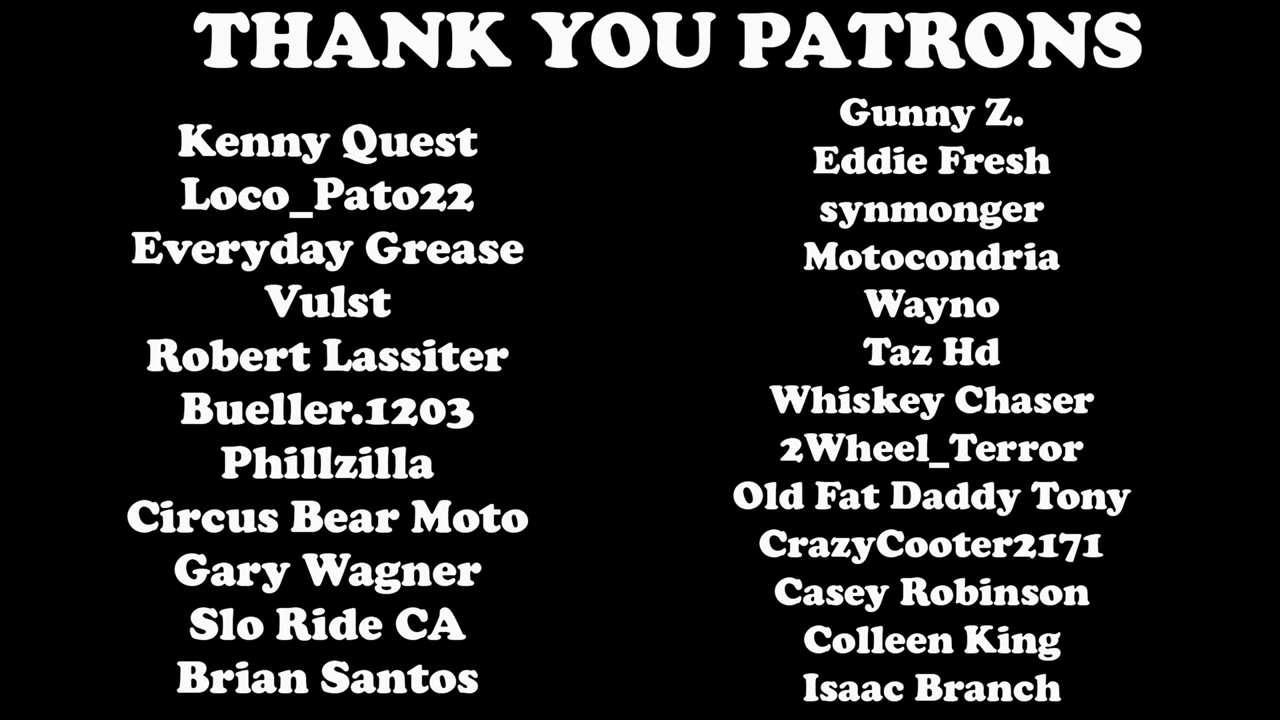 THANK YOU PATRONS
Kenny Quest
Loco_Pato22
Everyday Grease
Vulst
Robert Lassiter
Bueller.1203
Phillzilla
Circus Bear Moto
Gary Wagner
Slo Ride CA
Brian Santos
Gunny Z.
Eddie Fresh
synmonger
Motocondria
Wayno
Taz Hd
Whiskey Chaser
2Wheel_Terror
Old Fat Daddy Tony
CrazyCooter2171
Casey Robinson
Colleen King
Isaac Branch